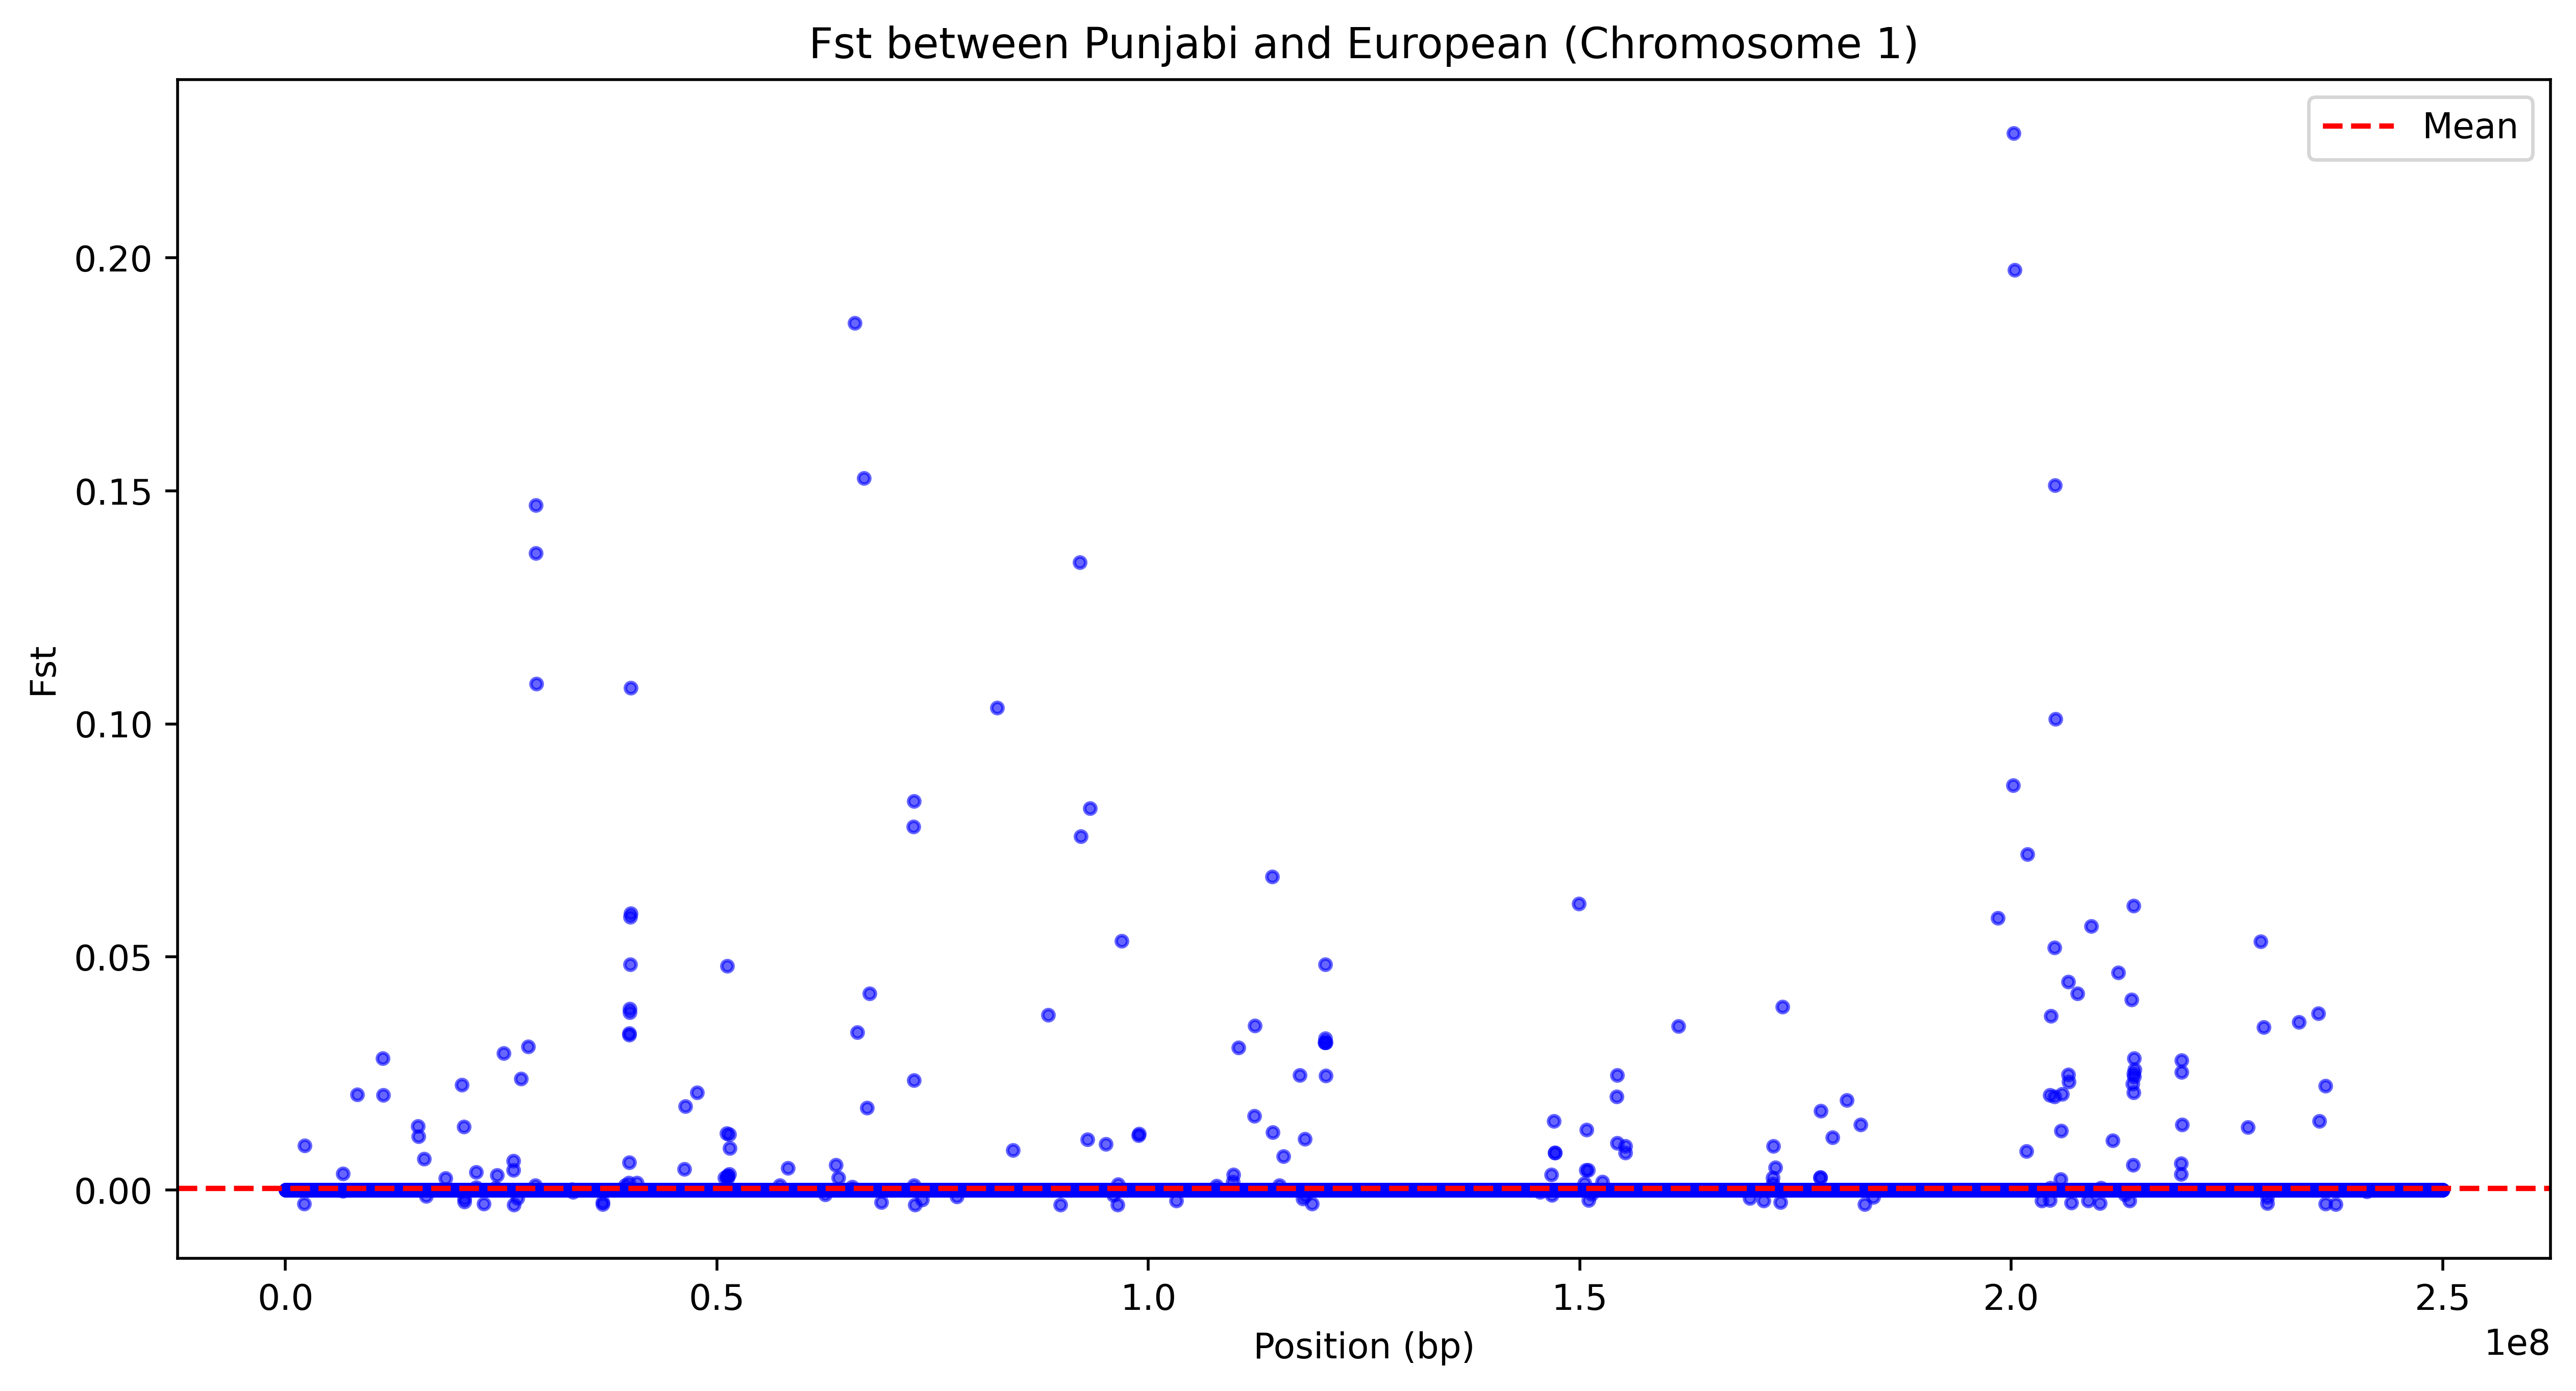 Fst between Punjabi and European (Chromosome 1)
Mean
0.20
0.15
0.10
0.05
0.00
Fst
0.0 0.5 1.0 1.5 2.0 2.5
1e8
Position (bp)